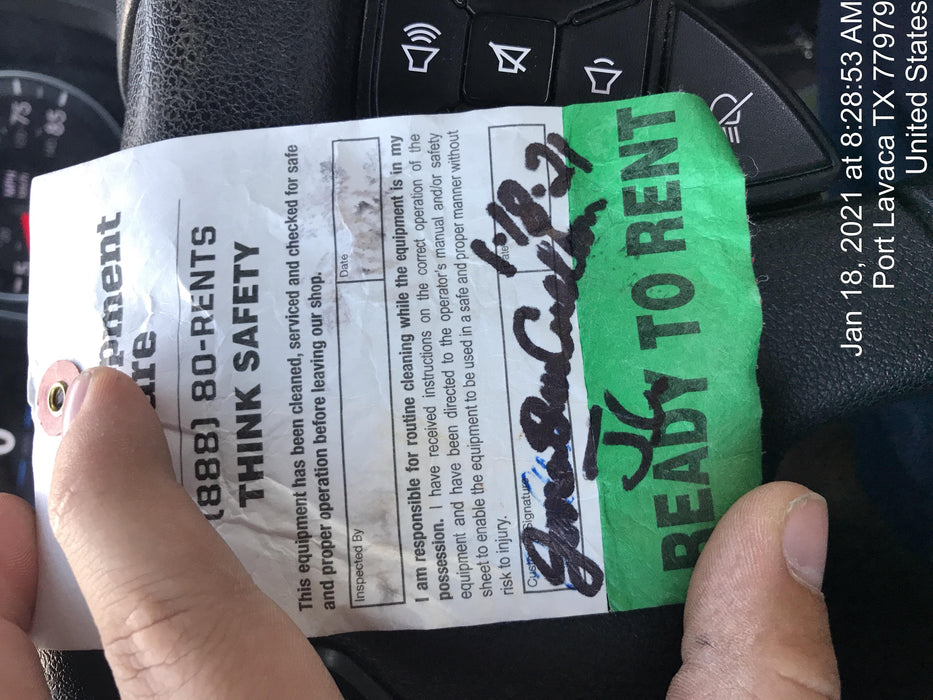 pment
are
(888) 80-RENTS
THINK SAFETY
This equipment has been cleaned, serviced and checked for safe
and proper operation before leaving our shop.
Inspected By
Date
I am responsible for routine cleaning while the equipment is in my
possession. I have received instructions on the correct operation of the
equipment and have been directed to the operator's manual and/or safety
sheet to enable the equipment to be used in a safe and proper manner without
risk to injury.
1-18-21
READY TO RENT
75
85
MPH
Jan 18, 2021 at 8:28:53 AM
Port Lavaca TX 77979
United States